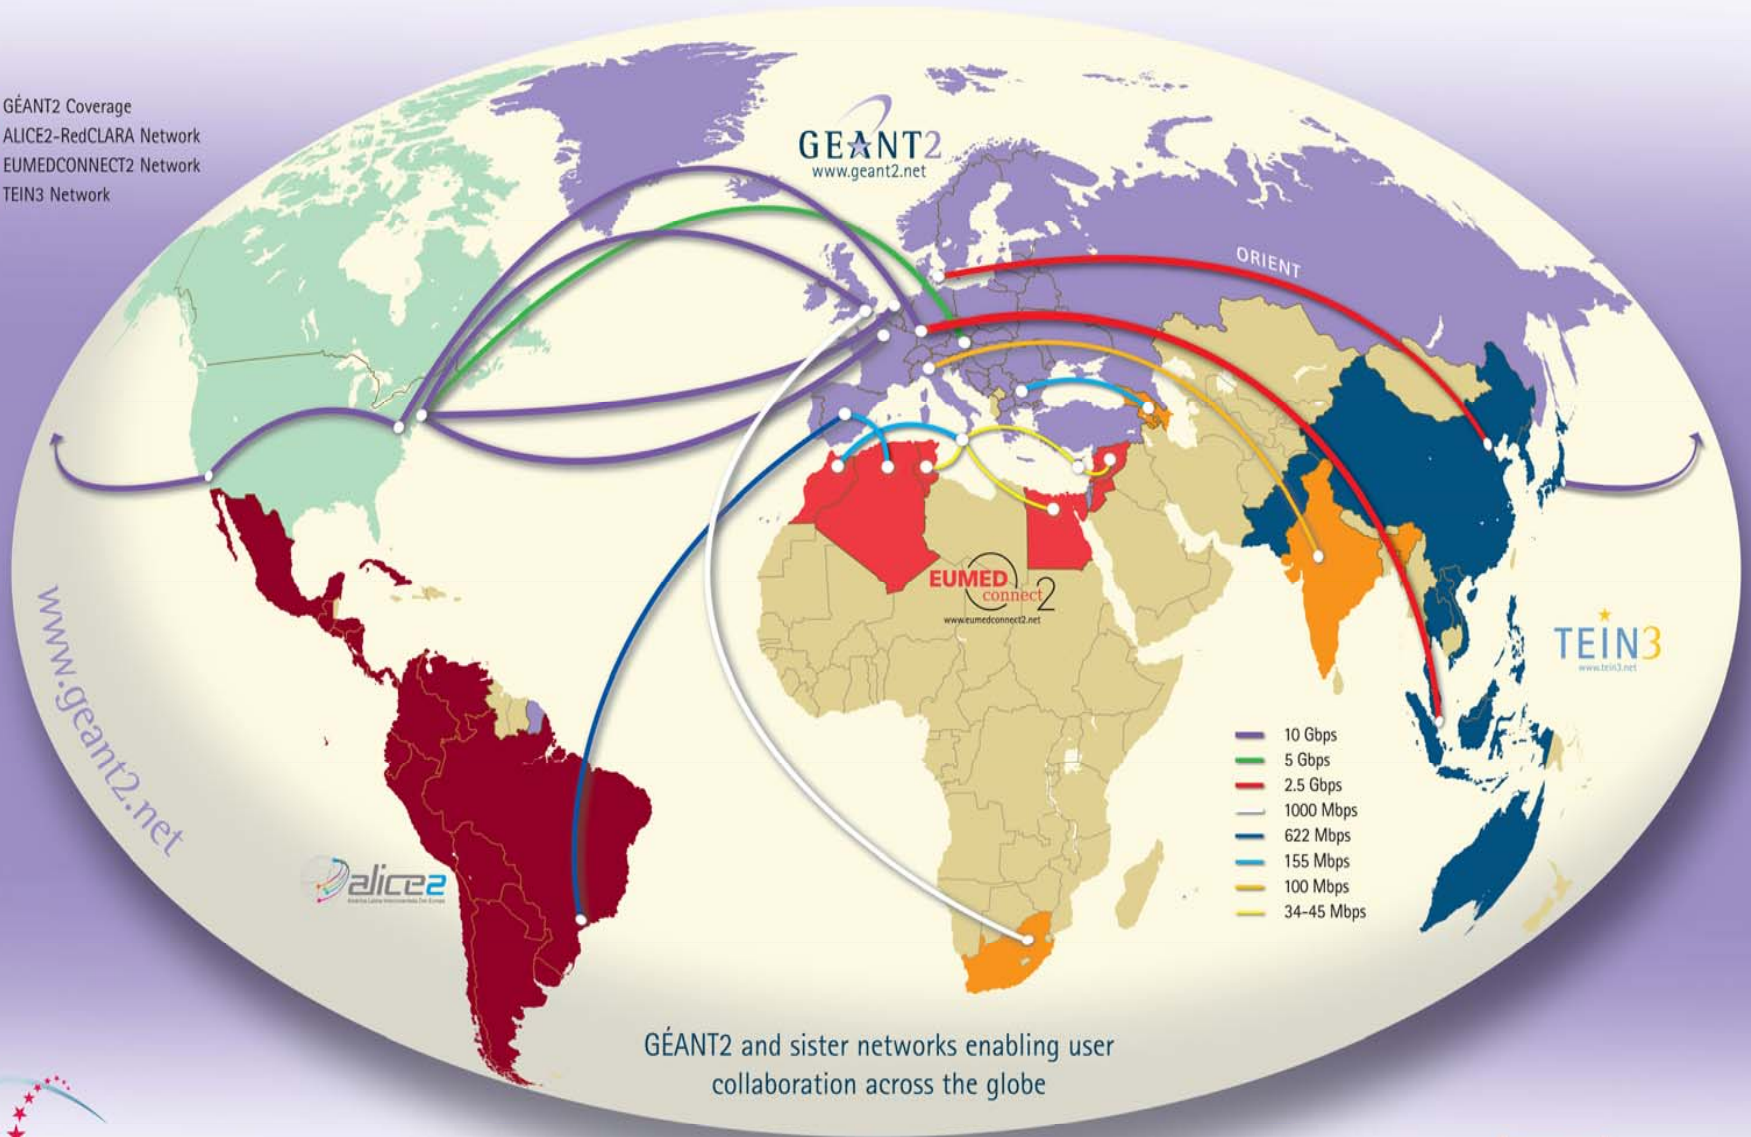 GÉANT2 Coverage
ALICE2-RedCLARA Network
EUMEDCONNECT2 Network
TEIN3 Network
GEANT2
www.geant2.net
ORIENT
EUMED
connect2
www.eumedconnect2.net
TEIN3
www.tein3.net
www.geant2.net
10 Gbps
5 Gbps
2.5 Gbps
1000 Mbps
622 Mbps
155 Mbps
100 Mbps
34-45 Mbps
alice2
GÉANT2 and sister networks enabling user
collaboration across the globe